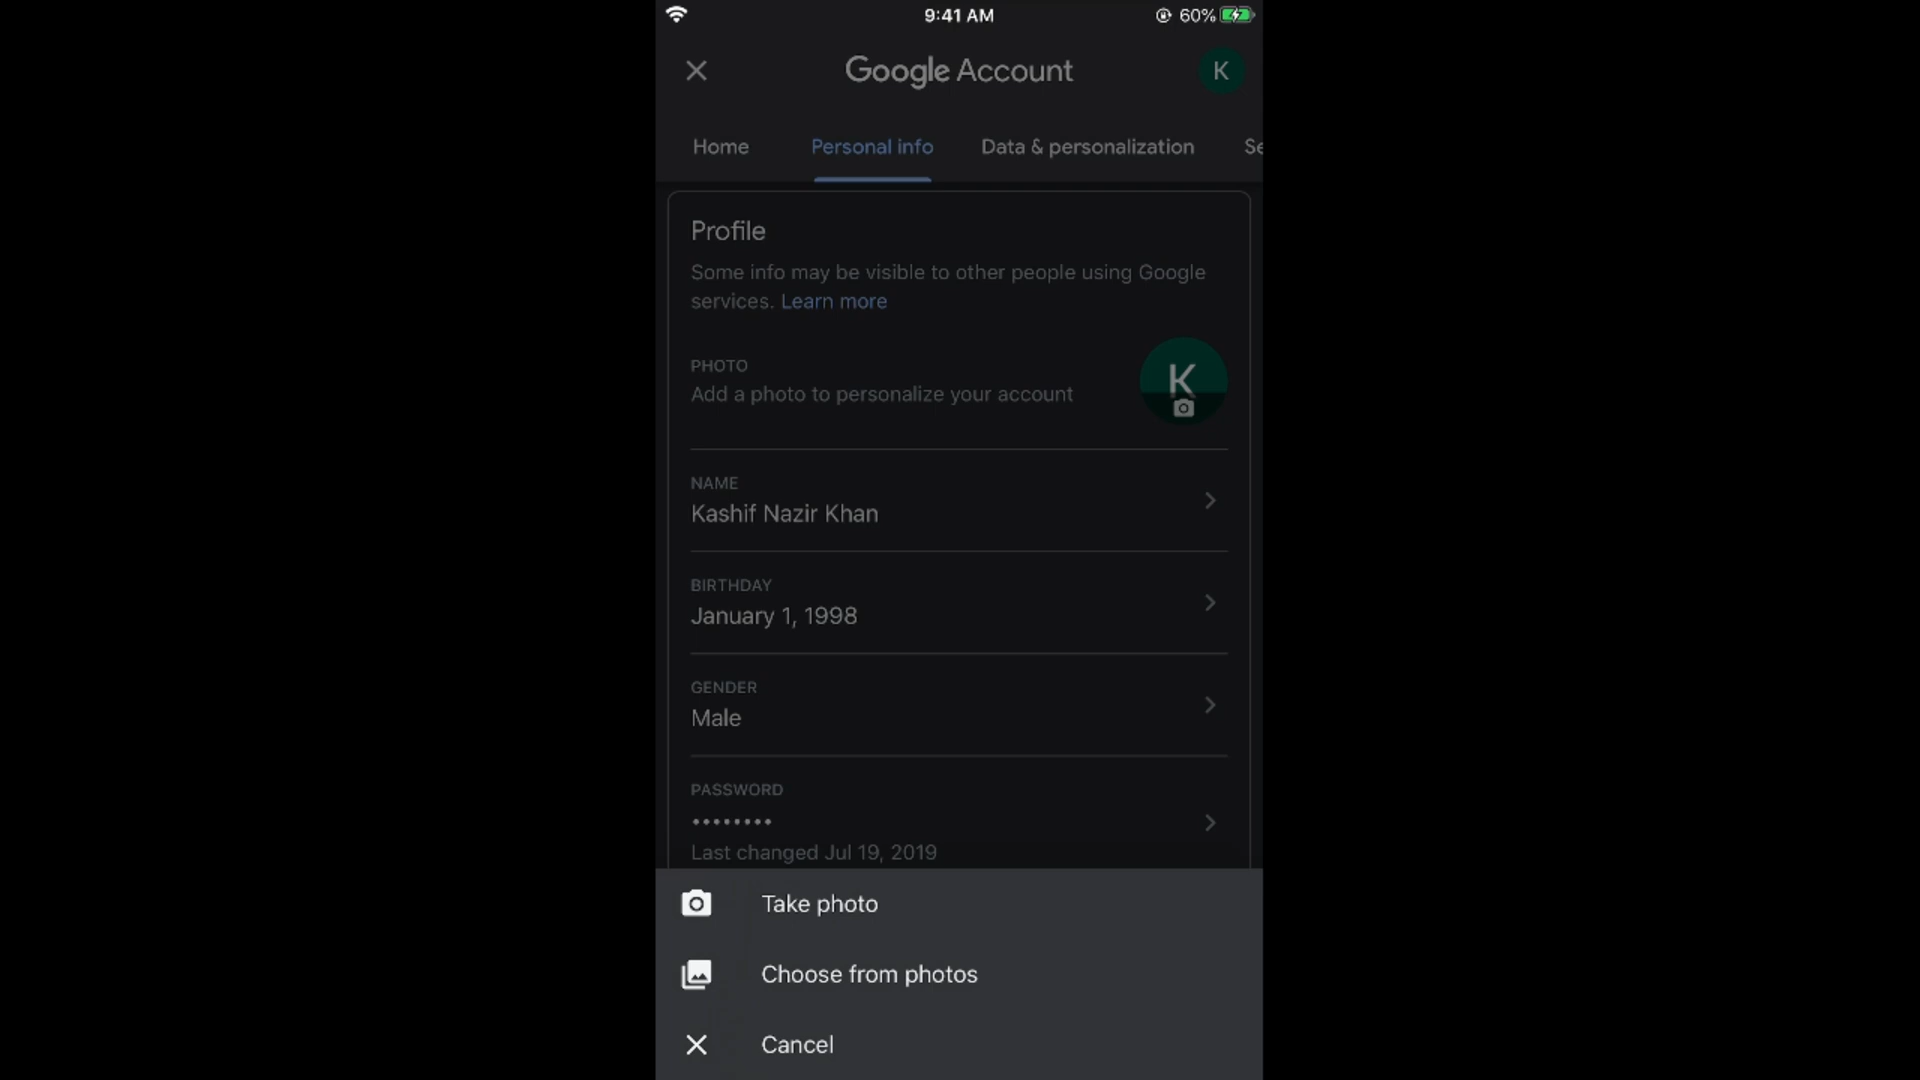 9:41 AM
60%
Google Account
K
Home
Personal info
Data & personalization
Se
Profile
Some info may be visible to other people using Google
services. Learn more
PHOTO
Add a photo to personalize your account
K
NAME
Kashif Nazir Khan
BIRTHDAY
January 1, 1998
GENDER
Male
PASSWORD
••••••••
Last changed Jul 19, 2019
Take photo
Choose from photos
Cancel